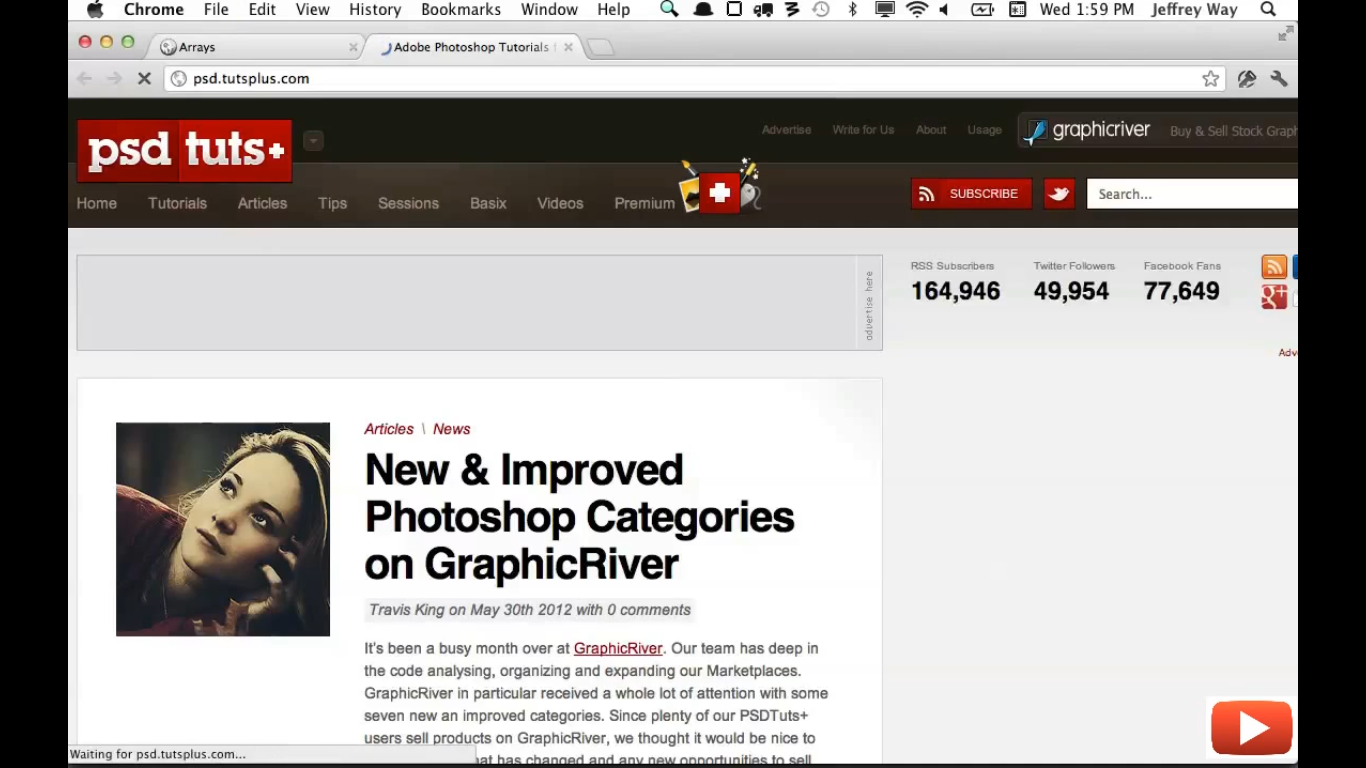 Chrome File Edit View History Bookmarks Window Help Wed 1:59 PM Jeffrey Way
Arrays
Adobe Photoshop Tutorials
psd.tutsplus.com
psd tuts+
Advertise Write for Us About Usage
graphicriver Buy & Sell Stock Graph
Home Tutorials Articles Tips Sessions Basix Videos Premium
SUBSCRIBE
Search...
advertise here
RSS Subscribers Twitter Followers Facebook Fans
164,946 49,954 77,649
g+
Adv
Articles \ News
New & Improved
Photoshop Categories
on GraphicRiver
Travis King on May 30th 2012 with 0 comments
It's been a busy month over at GraphicRiver. Our team has deep in
the code analysing, organizing and expanding our Marketplaces.
GraphicRiver in particular received a whole lot of attention with some
seven new an improved categories. Since plenty of our PSDTuts+
users sell products on GraphicRiver, we thought it would be nice to
hat has changed and any new opportunities to sell
Waiting for psd.tutsplus.com...